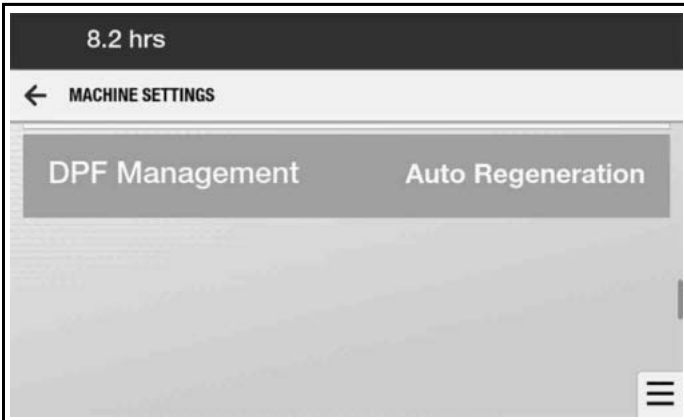 8.2 hrs
MACHINE SETTINGS
DPF Management Auto Regeneration